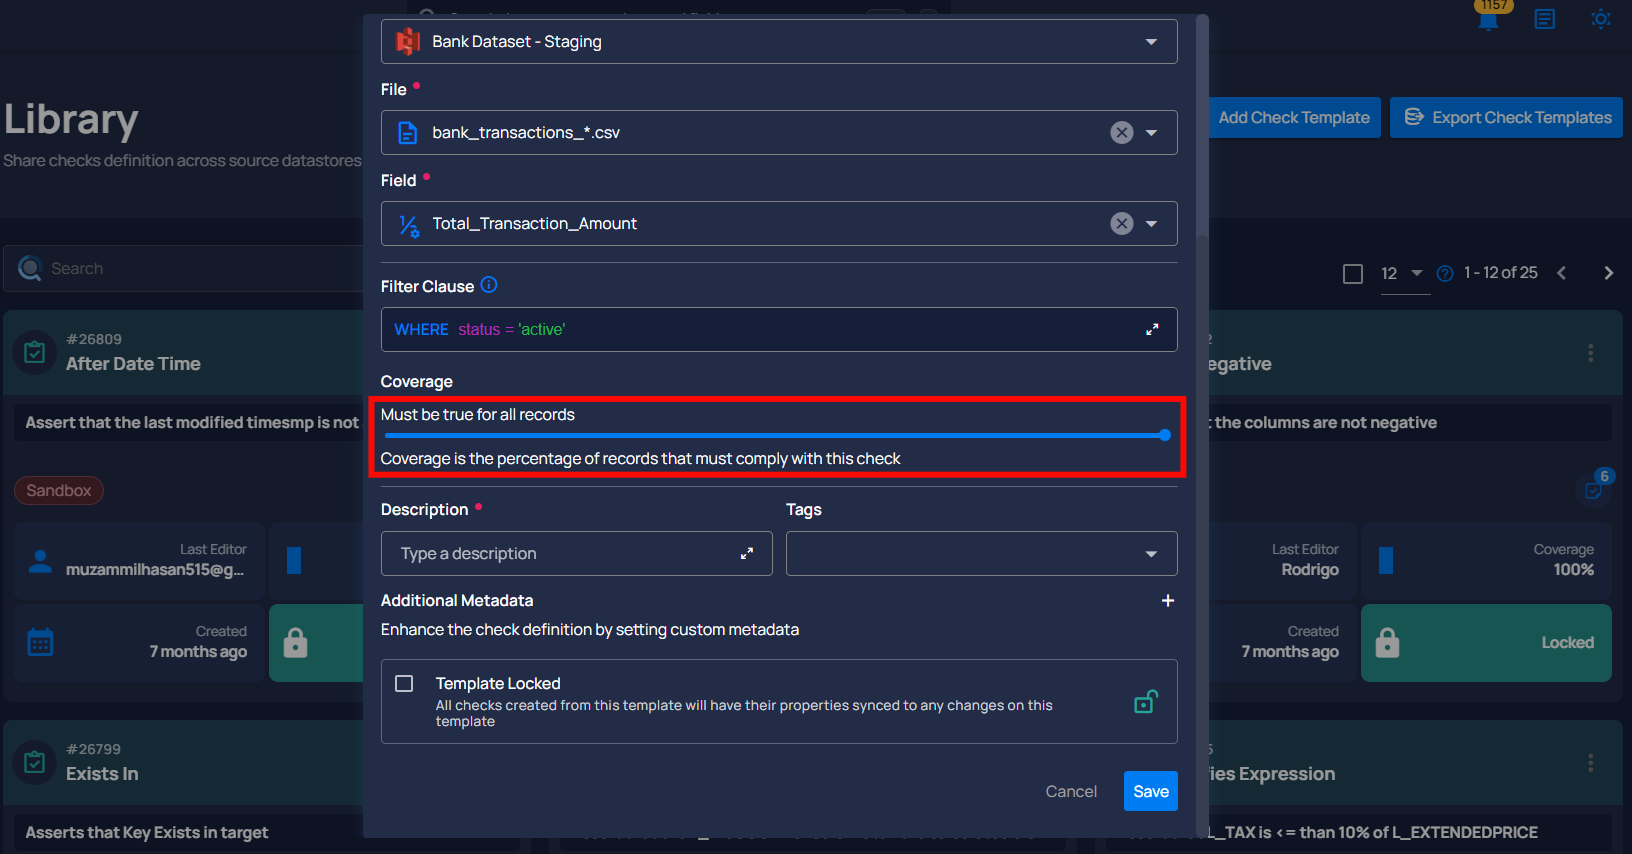 1157
Bank Dataset - Staging
Library
Share checks definition across source datastores
Add Check Template
Export Check Templates
File •
bank_transactions_*.csv
Field •
Total_Transaction_Amount
Search
12
1 - 12 of 25
Filter Clause
WHERE status = 'active'
Coverage
Must be true for all records
Coverage is the percentage of records that must comply with this check
Description •
Tags
Type a description
Additional Metadata
+
Enhance the check definition by setting custom metadata
Template Locked
All checks created from this template will have their properties synced to any changes on this
template
Cancel
Save
#26809
After Date Time
Assert that the last modified timesmp is not
Sandbox
Last Editor
muzammilhasan515@g...
Created
7 months ago
egative
the columns are not negative
6
Last Editor
Rodrigo
Coverage
100%
Created
7 months ago
Locked
#26799
Exists In
Asserts that Key Exists in target
5
ies Expression
L_TAX is <= than 10% of L_EXTENDEDPRICE